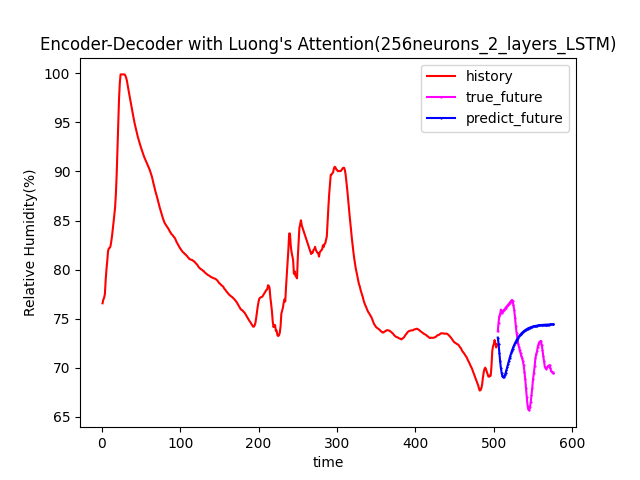 Encoder-Decoder with Luong's Attention(256neurons_2_layers_LSTM)
history
true_future
predict_future
Relative Humidity(%)
100
95
90
85
80
75
70
65
0 100 200 300 400 500 600
time